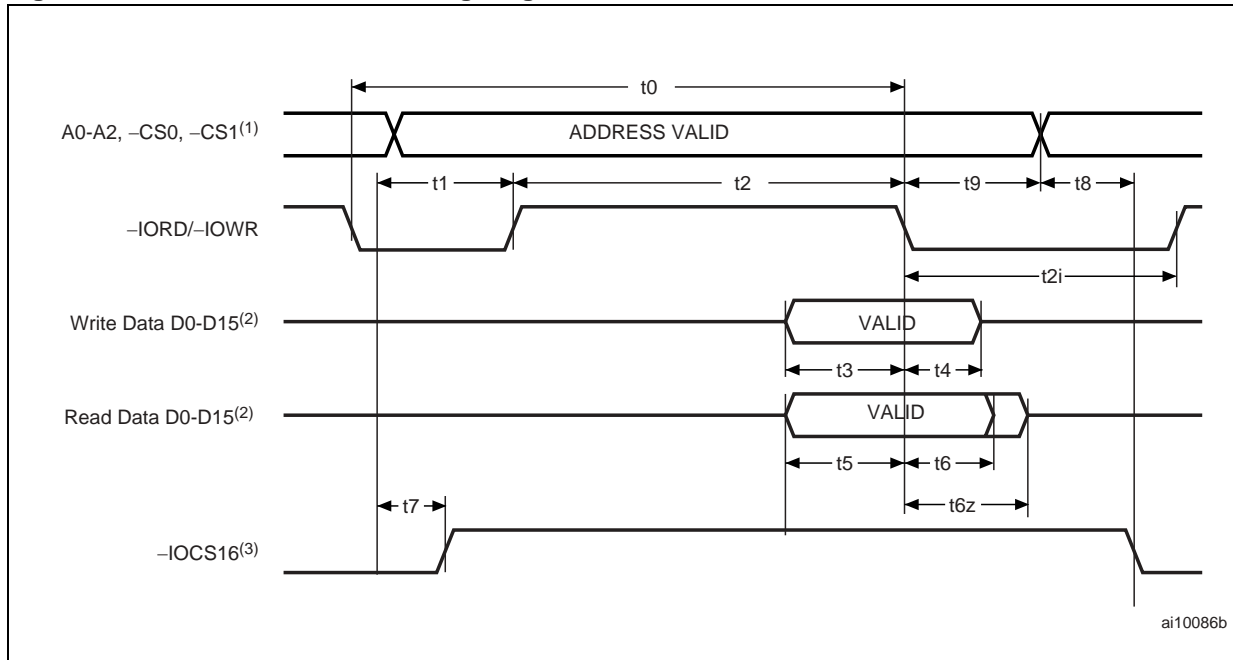 t0
A0-A2, –CS0, –CS1(1)
ADDRESS VALID
t1
t2
t9
t8
–IORD/–IOWR
t2i
Write Data D0-D15(2)
VALID
t3
t4
Read Data D0-D15(2)
VALID
t5
t6
t7
t6z
–IOCS16(3)
ai10086b